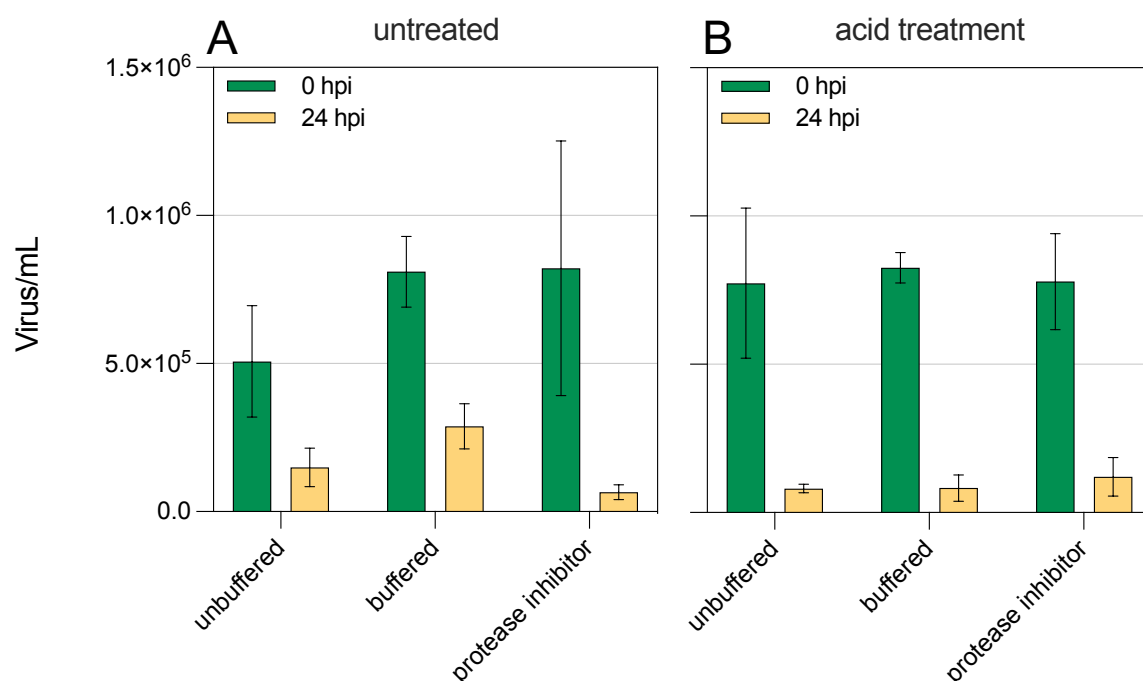 A
untreated
B
acid treatment
1.5×10⁶
0 hpi
24 hpi
0 hpi
24 hpi
1.0×10⁶
5.0×10⁵
0.0
Virus/mL
unbuffered
buffered
protease inhibitor
unbuffered
buffered
protease inhibitor